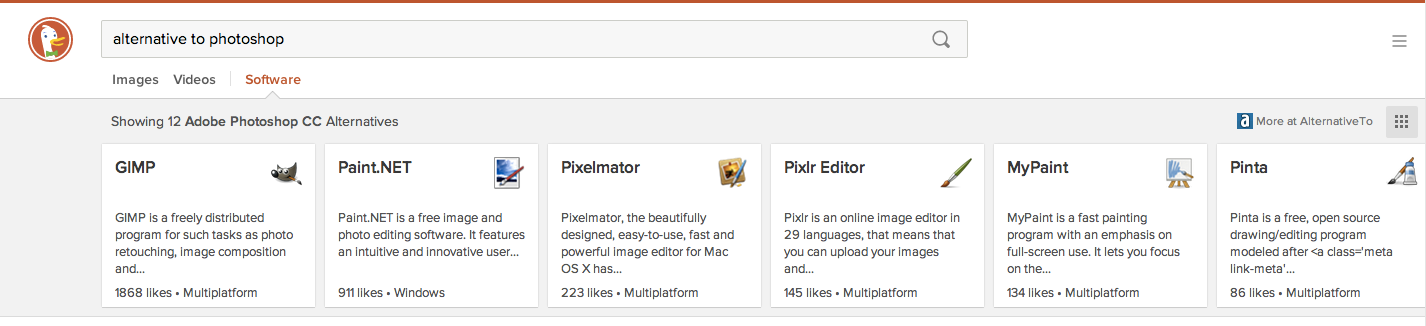 alternative to photoshop
Images Videos Software
Showing 12 Adobe Photoshop CC Alternatives
a More at AlternativeTo
GIMP
GIMP is a freely distributed
program for such tasks as photo
retouching, image composition
and...
1868 likes • Multiplatform
Paint.NET
Paint.NET is a free image and
photo editing software. It features
an intuitive and innovative user...
911 likes • Windows
Pixelmator
Pixelmator, the beautifully
designed, easy-to-use, fast and
powerful image editor for Mac
OS X has...
223 likes • Multiplatform
Pixlr Editor
Pixlr is an online image editor in
29 languages, that means that
you can upload your images
and...
145 likes • Multiplatform
MyPaint
MyPaint is a fast painting
program with an emphasis on
full-screen use. It lets you focus
on the...
134 likes • Multiplatform
Pinta
Pinta is a free, open source
drawing/editing program
modeled after <a class='meta
link-meta'...
86 likes • Multiplatform